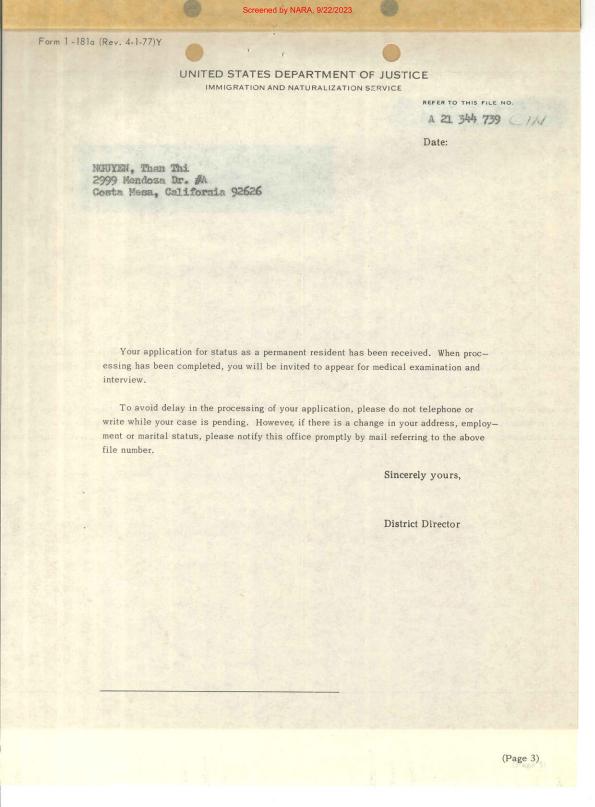 Screened by NARA, 9/22/2023
Form I-181a (Rev. 4-1-77)Y
UNITED STATES DEPARTMENT OF JUSTICE
IMMIGRATION AND NATURALIZATION SERVICE
REFER TO THIS FILE NO.
A 21 344 739 CIN
Date:
NGUYEN, Than Thi
2999 Mendoza Dr. #A
Costa Mesa, California 92626
Your application for status as a permanent resident has been received. When proc-
essing has been completed, you will be invited to appear for medical examination and
interview.
To avoid delay in the processing of your application, please do not telephone or
write while your case is pending. However, if there is a change in your address, employ-
ment or marital status, please notify this office promptly by mail referring to the above
file number.
Sincerely yours,
District Director
(Page 3)